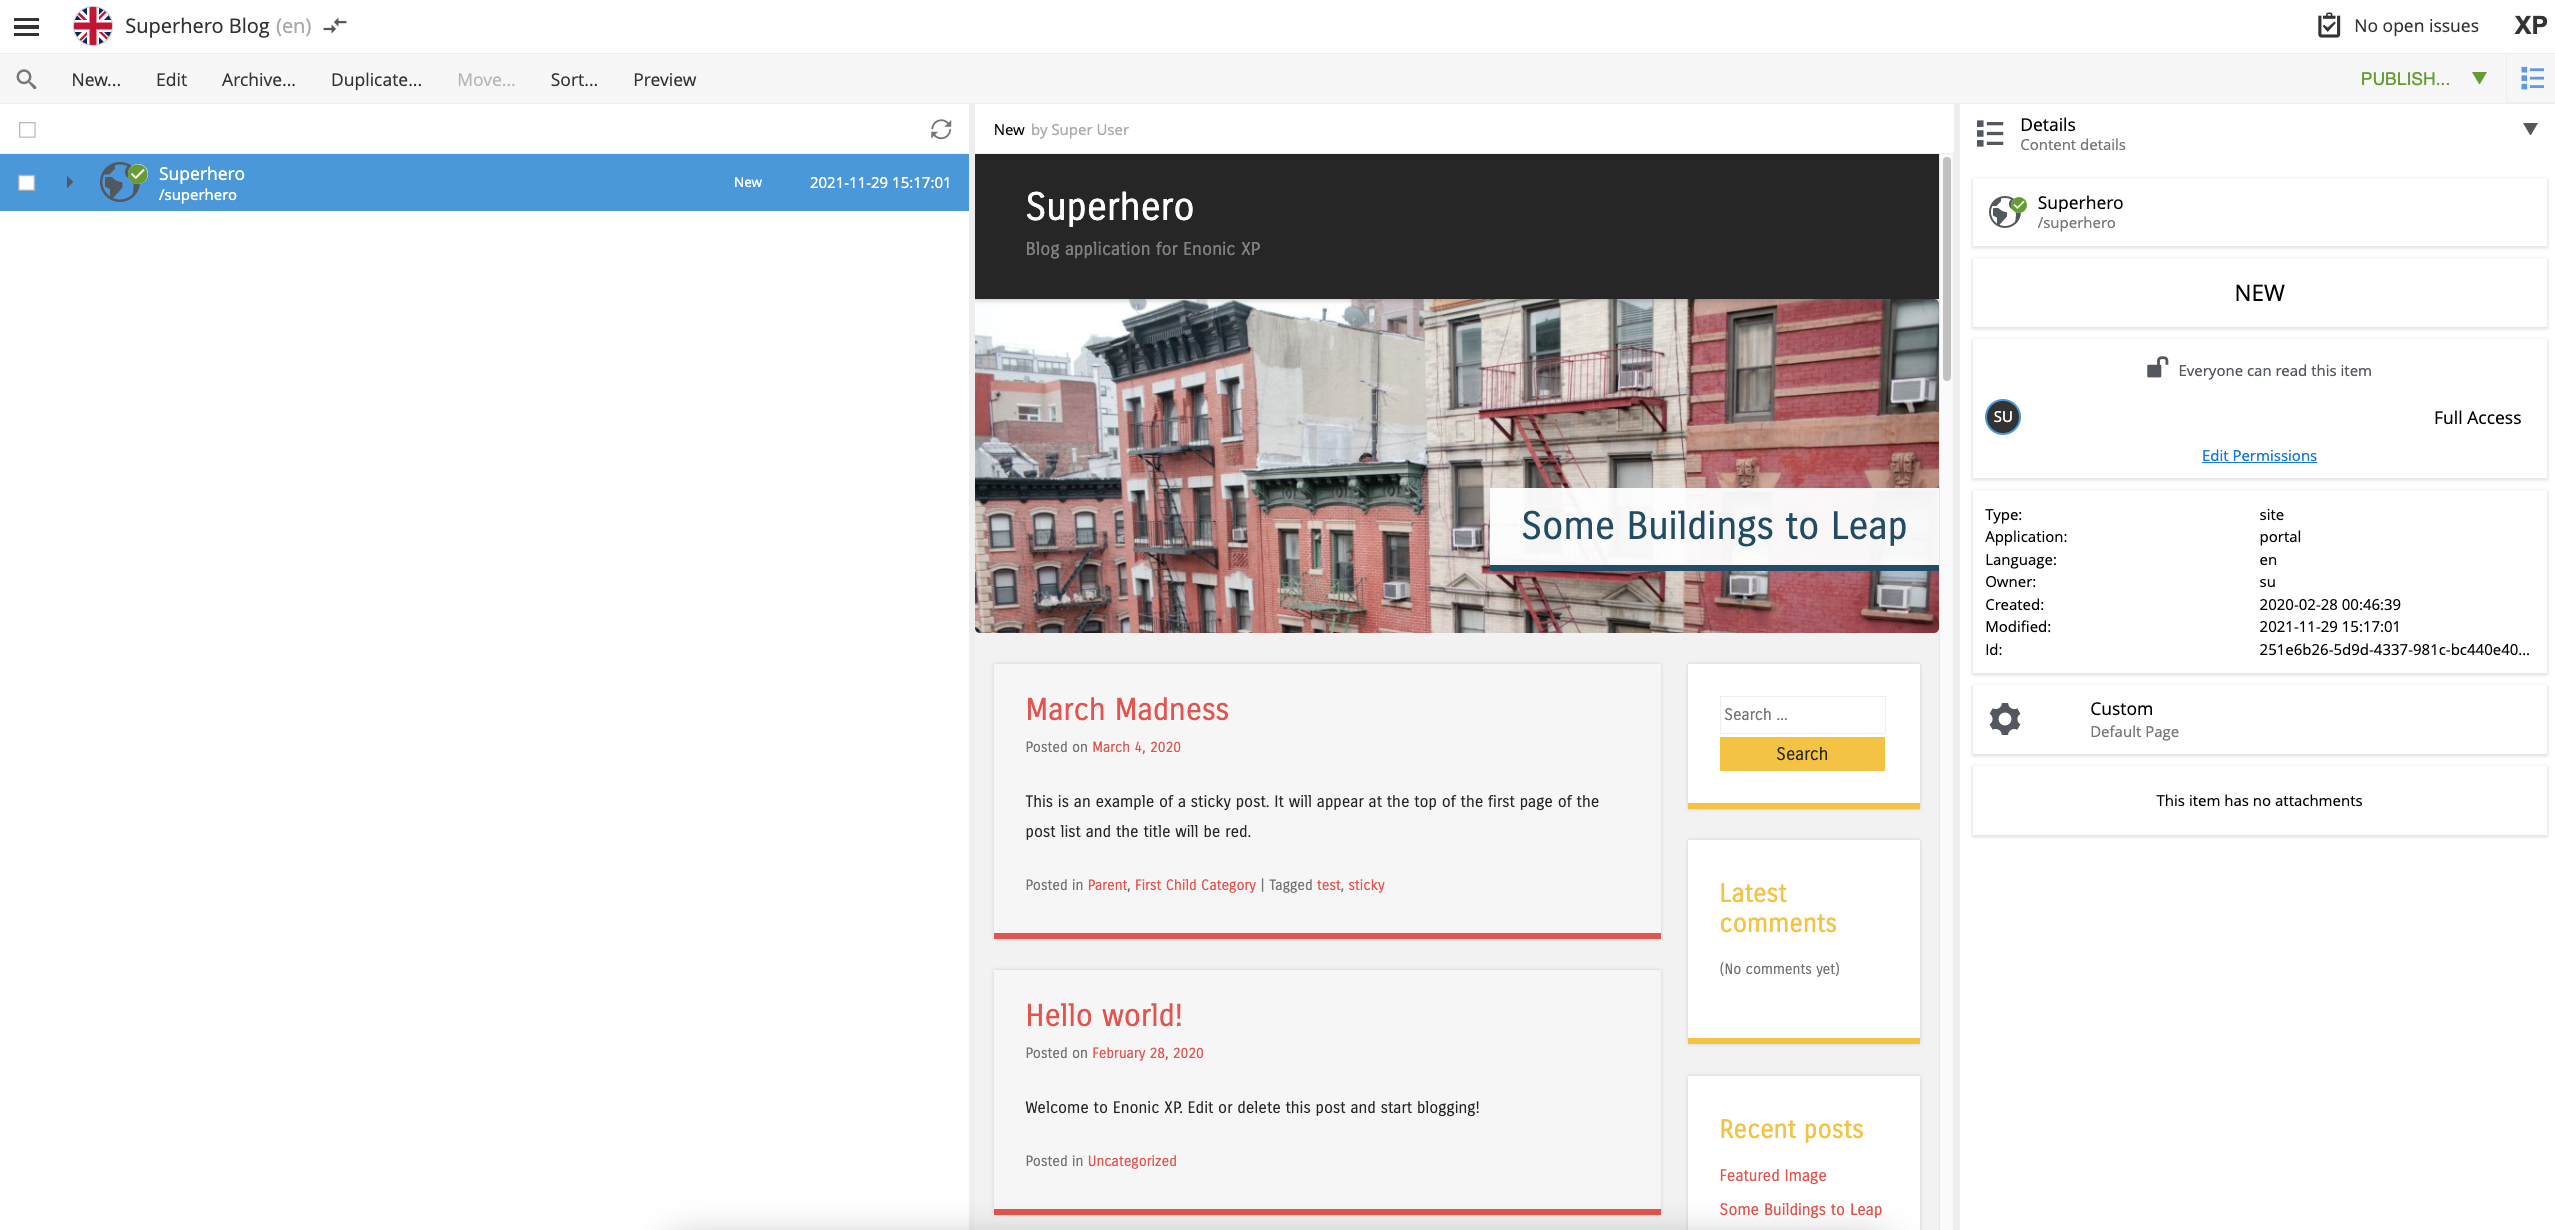 Superhero Blog (en)
No open issues
XP
New...
Edit
Archive...
Duplicate...
Move...
Sort...
Preview
PUBLISH...
Superhero
/superhero
New
2021-11-29 15:17:01
New by Super User
Superhero
Blog application for Enonic XP
Some Buildings to Leap
March Madness
Posted on March 4, 2020
This is an example of a sticky post. It will appear at the top of the first page of the
post list and the title will be red.
Posted in Parent, First Child Category | Tagged test, sticky
Hello world!
Posted on February 28, 2020
Welcome to Enonic XP. Edit or delete this post and start blogging!
Posted in Uncategorized
Search ...
Search
Latest
comments
(No comments yet)
Recent posts
Featured Image
Some Buildings to Leap
Details
Content details
Superhero
/superhero
NEW
Everyone can read this item
SU
Full Access
Edit Permissions
Type: site
Application: portal
Language: en
Owner: su
Created: 2020-02-28 00:46:39
Modified: 2021-11-29 15:17:01
Id: 251e6b26-5d9d-4337-981c-bc440e40...
Custom
Default Page
This item has no attachments